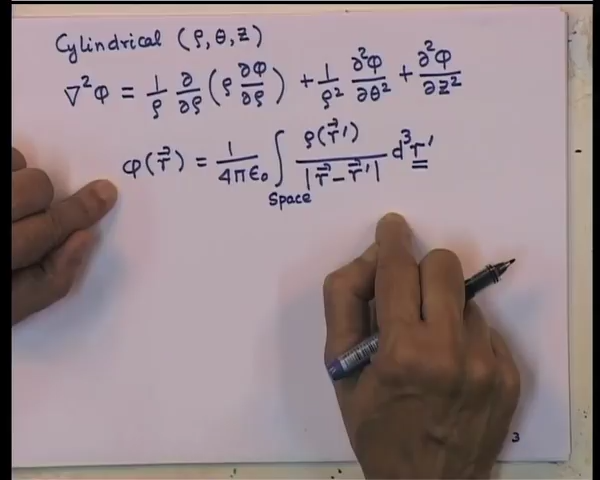 Cylindrical (ρ, θ, z)
∇²φ = 1/ρ ∂/∂ρ (ρ ∂φ/∂ρ) + 1/ρ² ∂²φ/∂θ² + ∂²φ/∂z²
φ(r⃗) = 1/4πε₀ ∫ ρ(r⃗′)/|r⃗ − r⃗′| d³r′
Space
3